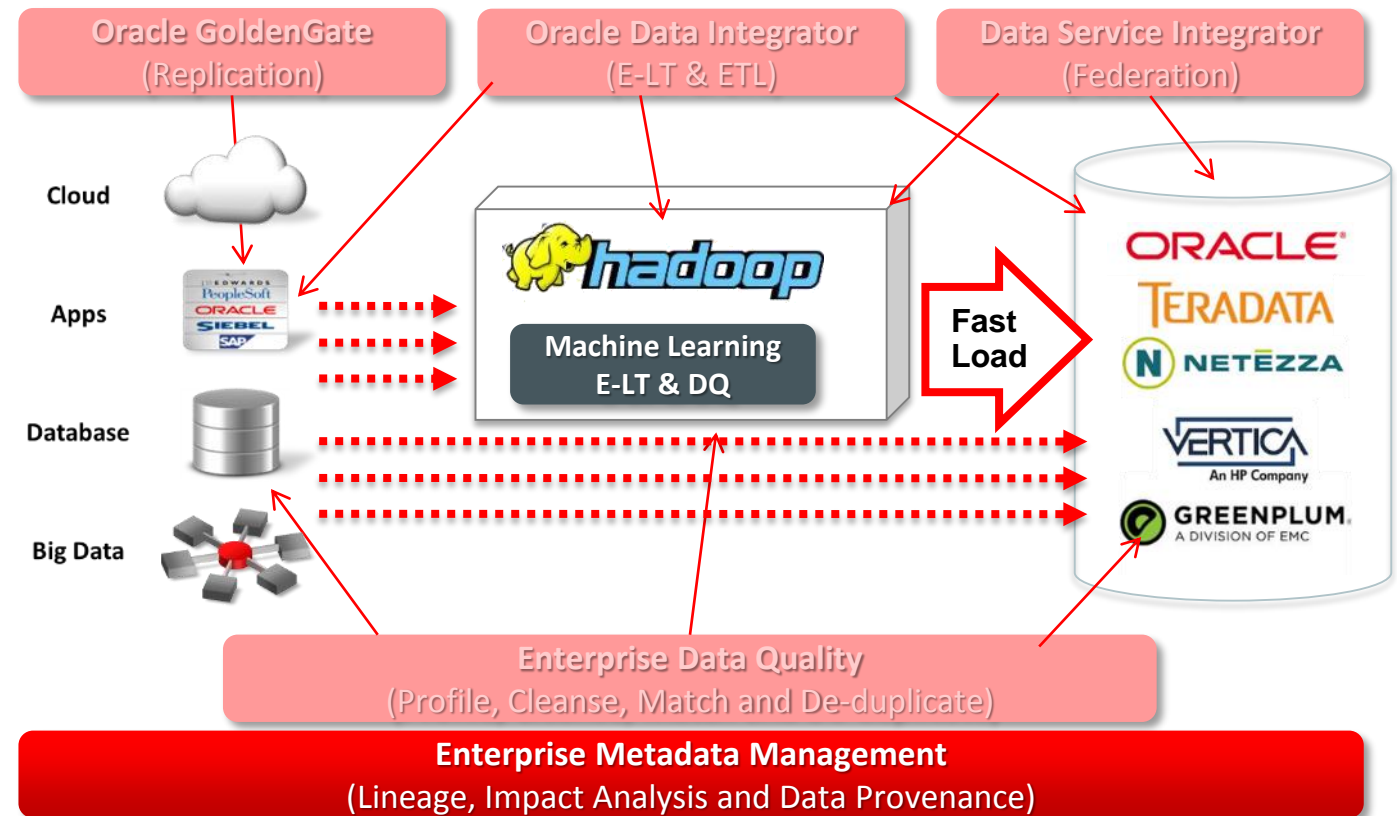 Oracle GoldenGate
(Replication)
Oracle Data Integrator
(E-LT & ETL)
Data Service Integrator
(Federation)
Cloud
Apps
EDWARDS
PeopleSoft
ORACLE
SIEBEL
SAP
Database
Big Data
hadoop
Machine Learning
E-LT & DQ
Fast
Load
ORACLE®
TERADATA
N NETĒZZA
VERTICA
An HP Company
GREENPLUM.
A DIVISION OF EMC
Enterprise Data Quality
(Profile, Cleanse, Match and De-duplicate)
Enterprise Metadata Management
(Lineage, Impact Analysis and Data Provenance)